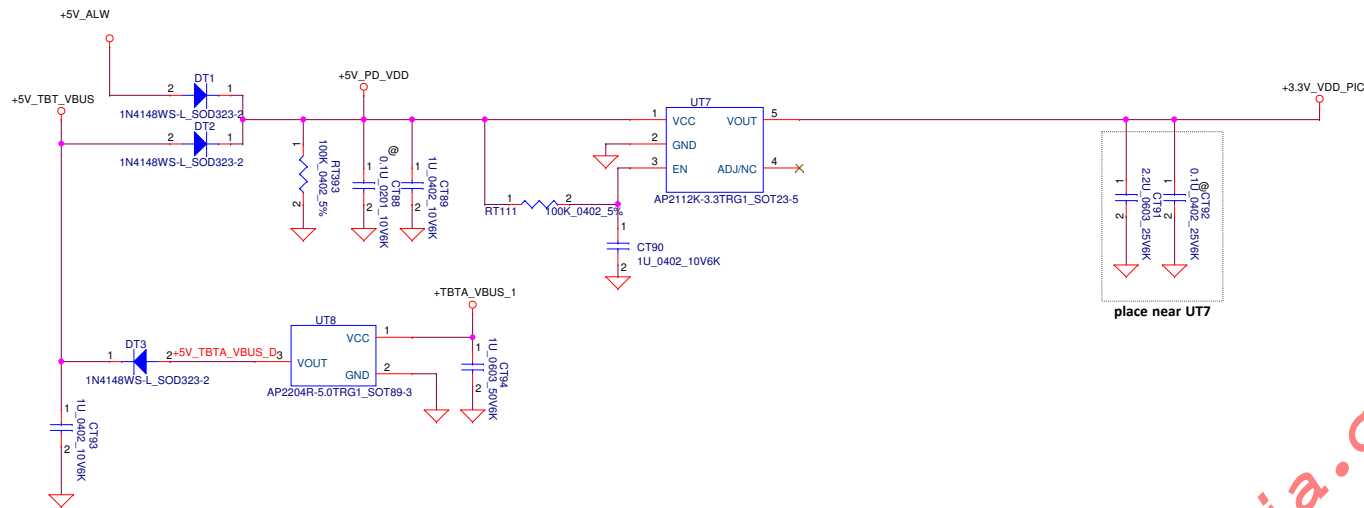 +5V_ALW
+5V_TBT_VBUS
DT1
2 1
1N4148WS-L_SOD323-2
DT2
2 1
1N4148WS-L_SOD323-2
+5V_PD_VDD
1
2
RT393
100K_0402_5%
@
1
2
CT88
0.1U_0201_10V6K
1
2
CT89
1U_0402_10V6K
RT111
1 2
100K_0402_5%
1
2
CT90
1U_0402_10V6K
UT7
1 VCC VOUT 5
2 GND
3 EN ADJ/NC 4
AP2112K-3.3TRG1_SOT23-5
+3.3V_VDD_PIC
1
2
CT91
2.2U_0603_25V6K
@
1
2
CT92
0.1U_0402_25V6K
place near UT7
+TBTA_VBUS_1
UT8
VCC 1
3 VOUT
GND 2
AP2204R-5.0TRG1_SOT89-3
1
2
CT94
1U_0603_50V6K
DT3
1 2
+5V_TBTA_VBUS_D
1N4148WS-L_SOD323-2
1
2
CT93
1U_0402_10V6K
ia.